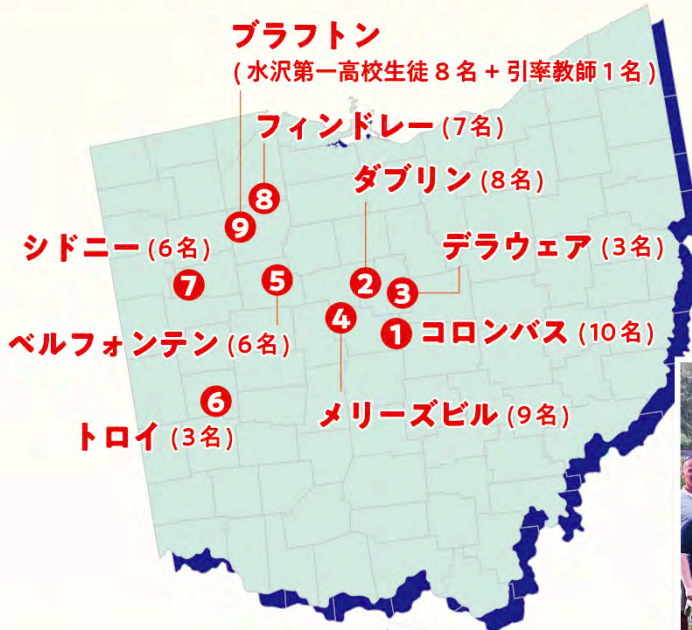 ブラフトン
(水沢第一高校生徒8名+引率教師1名)
フィンドレー (7名)
8
ダブリン (8名)
9
シドニー (6名)
デラウェア (3名)
7
5
2
3
4
1 コロンバス (10名)
ベルフォンテン (6名)
6
メリーズビル (9名)
トロイ (3名)